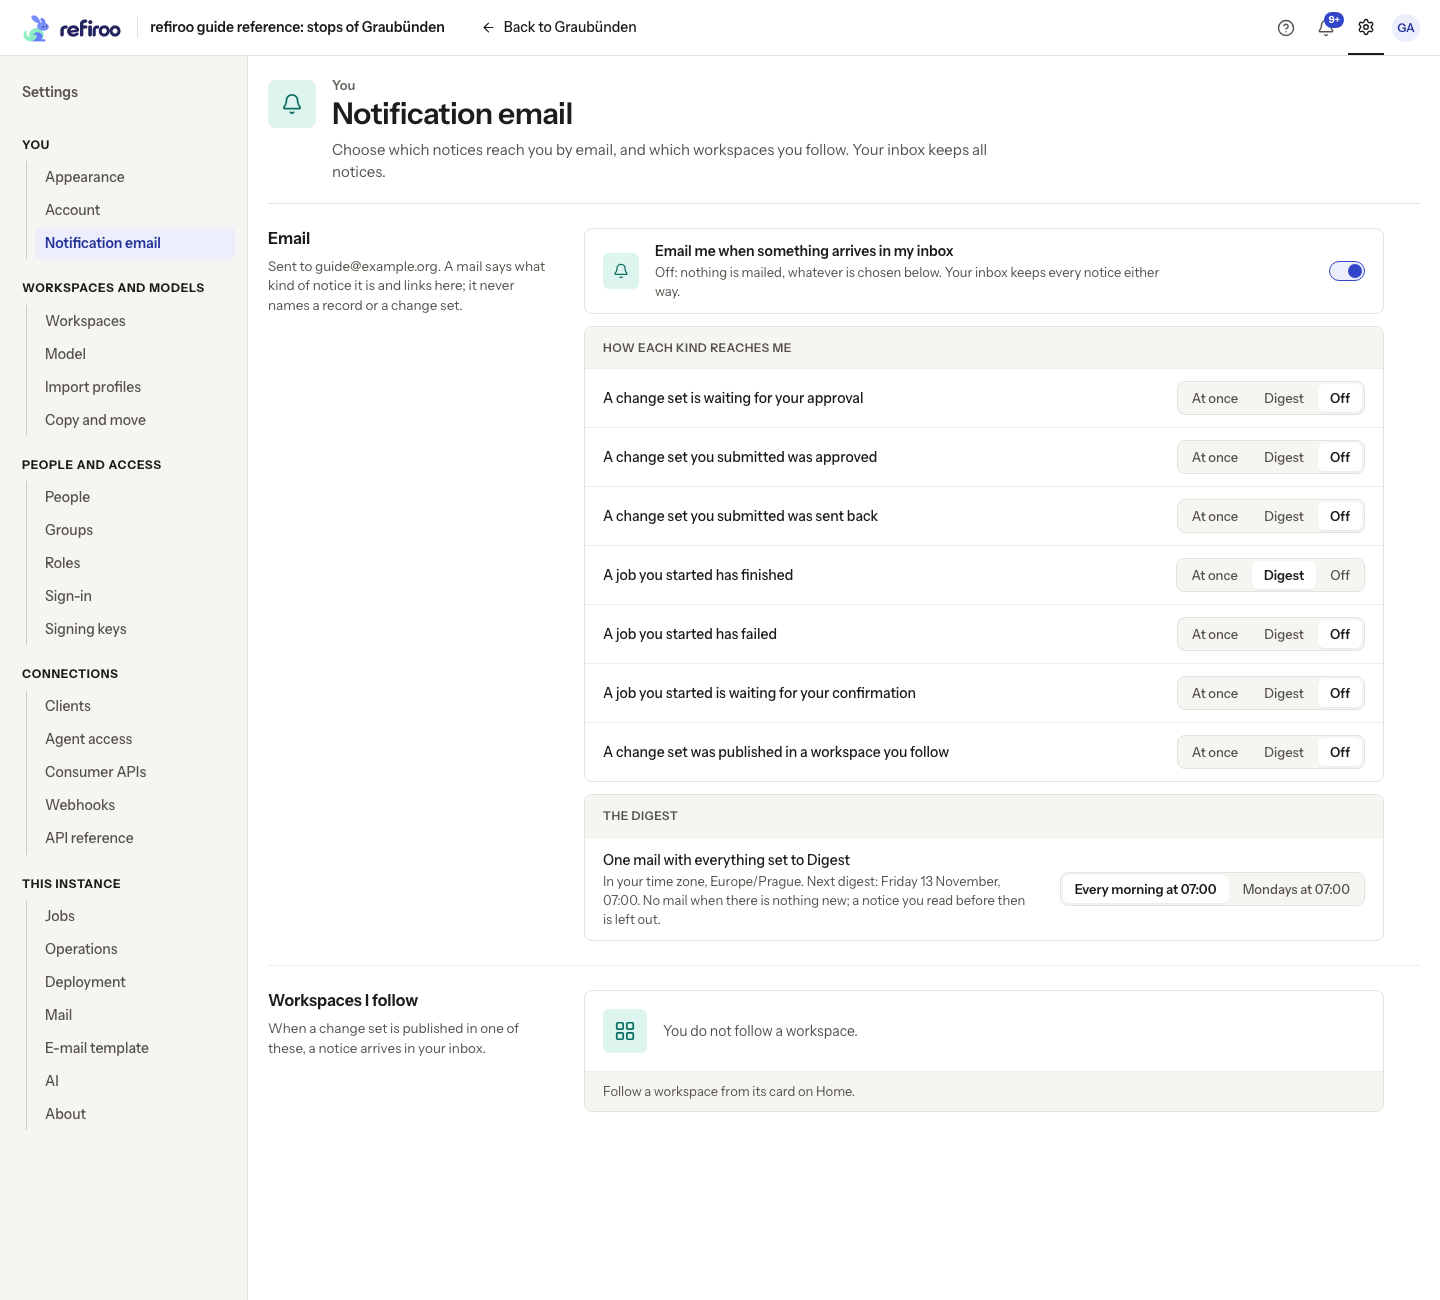 refiroo
refiroo guide reference: stops of Graubünden
Back to Graubünden
9+
GA
Settings
YOU
Appearance
Account
Notification email
WORKSPACES AND MODELS
Workspaces
Model
Import profiles
Copy and move
PEOPLE AND ACCESS
People
Groups
Roles
Sign-in
Signing keys
CONNECTIONS
Clients
Agent access
Consumer APIs
Webhooks
API reference
THIS INSTANCE
Jobs
Operations
Deployment
Mail
E-mail template
AI
About
You
Notification email
Choose which notices reach you by email, and which workspaces you follow. Your inbox keeps all
notices.
Email
Sent to guide@example.org. A mail says what
kind of notice it is and links here; it never
names a record or a change set.
Email me when something arrives in my inbox
Off: nothing is mailed, whatever is chosen below. Your inbox keeps every notice either
way.
HOW EACH KIND REACHES ME
A change set is waiting for your approval
At once Digest Off
A change set you submitted was approved
At once Digest Off
A change set you submitted was sent back
At once Digest Off
A job you started has finished
At once Digest Off
A job you started has failed
At once Digest Off
A job you started is waiting for your confirmation
At once Digest Off
A change set was published in a workspace you follow
At once Digest Off
THE DIGEST
One mail with everything set to Digest
In your time zone, Europe/Prague. Next digest: Friday 13 November,
07:00. No mail when there is nothing new; a notice you read before then
is left out.
Every morning at 07:00 Mondays at 07:00
Workspaces I follow
When a change set is published in one of
these, a notice arrives in your inbox.
You do not follow a workspace.
Follow a workspace from its card on Home.